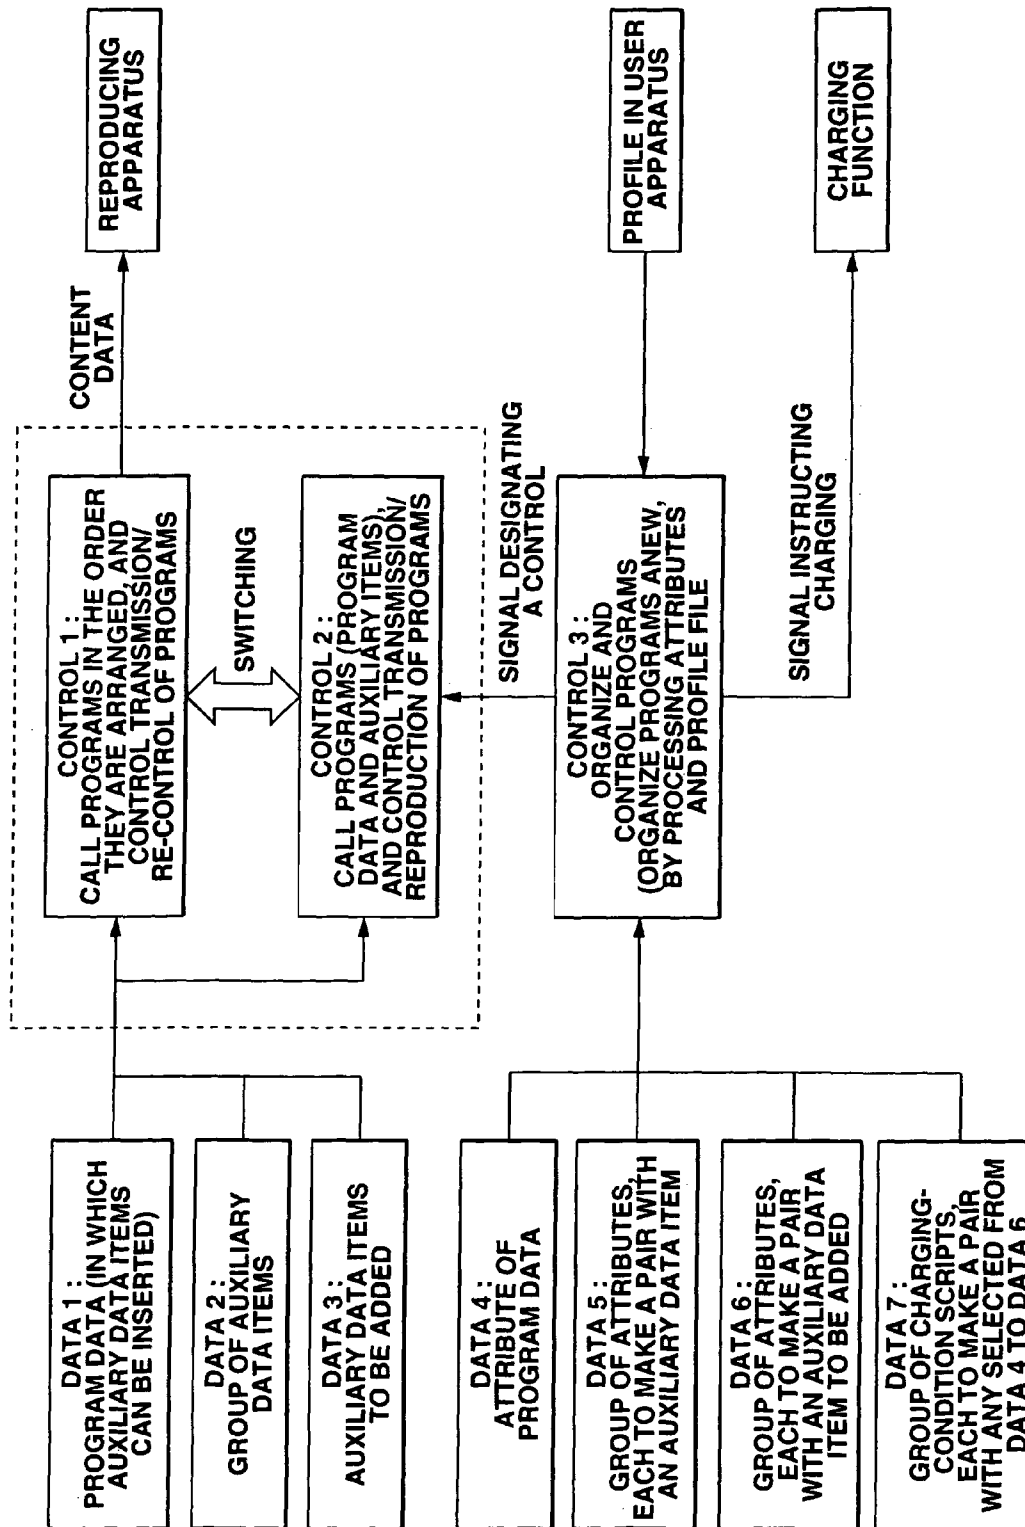 DATA 1 :
PROGRAM DATA (IN WHICH
AUXILIARY DATA ITEMS
CAN BE INSERTED)
DATA 2 :
GROUP OF AUXILIARY
DATA ITEMS
DATA 3 :
AUXILIARY DATA ITEMS
TO BE ADDED
DATA 4 :
ATTRIBUTE OF
PROGRAM DATA
DATA 5 :
GROUP OF ATTRIBUTES,
EACH TO MAKE A PAIR WITH
AN AUXILIARY DATA ITEM
DATA 6 :
GROUP OF ATTRIBUTES,
EACH TO MAKE A PAIR
WITH AN AUXILIARY DATA
ITEM TO BE ADDED
DATA 7 :
GROUP OF CHARGING-
CONDITION SCRIPTS,
EACH TO MAKE A PAIR
WITH ANY SELECTED FROM
DATA 4 TO DATA 6
CONTROL 1 :
CALL PROGRAMS IN THE ORDER
THEY ARE ARRANGED, AND
CONTROL TRANSMISSION/
RE-CONTROL OF PROGRAMS
SWITCHING
CONTROL 2 :
CALL PROGRAMS (PROGRAM
DATA AND AUXILIARY ITEMS),
AND CONTROL TRANSMISSION/
REPRODUCTION OF PROGRAMS
SIGNAL DESIGNATING
A CONTROL
CONTROL 3 :
ORGANIZE AND
CONTROL PROGRAMS
(ORGANIZE PROGRAMS ANEW,
BY PROCESSING ATTRIBUTES
AND PROFILE FILE
SIGNAL INSTRUCTING
CHARGING
CONTENT
DATA
REPRODUCING
APPARATUS
PROFILE IN USER
APPARATUS
CHARGING
FUNCTION